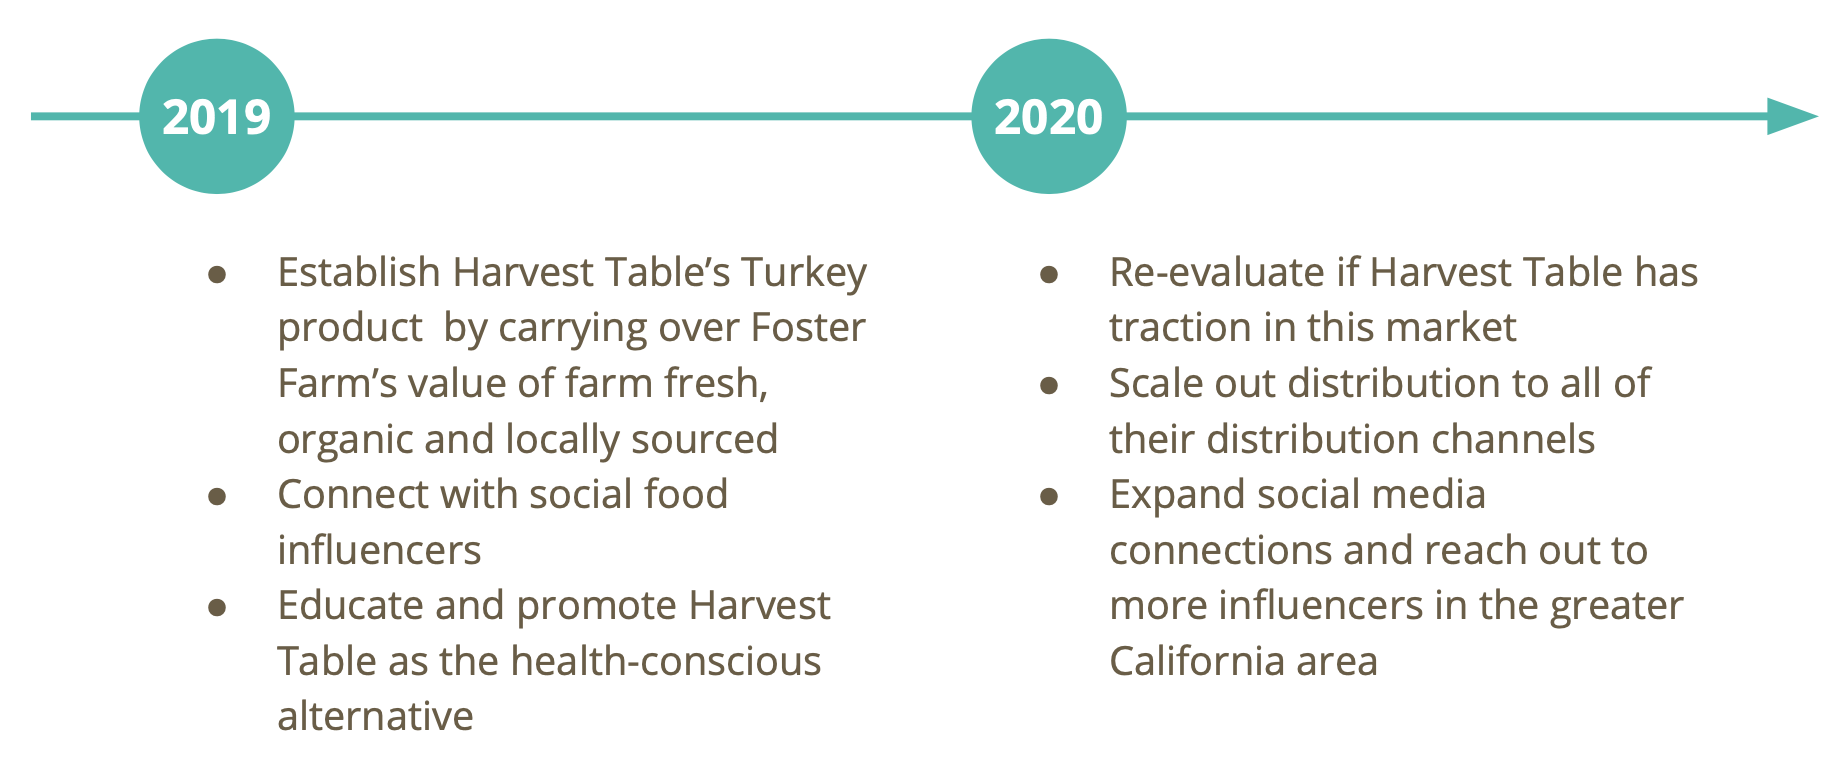 2019
● Establish Harvest Table’s Turkey
product  by carrying over Foster
Farm’s value of farm fresh,
organic and locally sourced
● Connect with social food
influencers
● Educate and promote Harvest
Table as the health-conscious
alternative
2020
● Re-evaluate if Harvest Table has
traction in this market
● Scale out distribution to all of
their distribution channels
● Expand social media
connections and reach out to
more influencers in the greater
California area